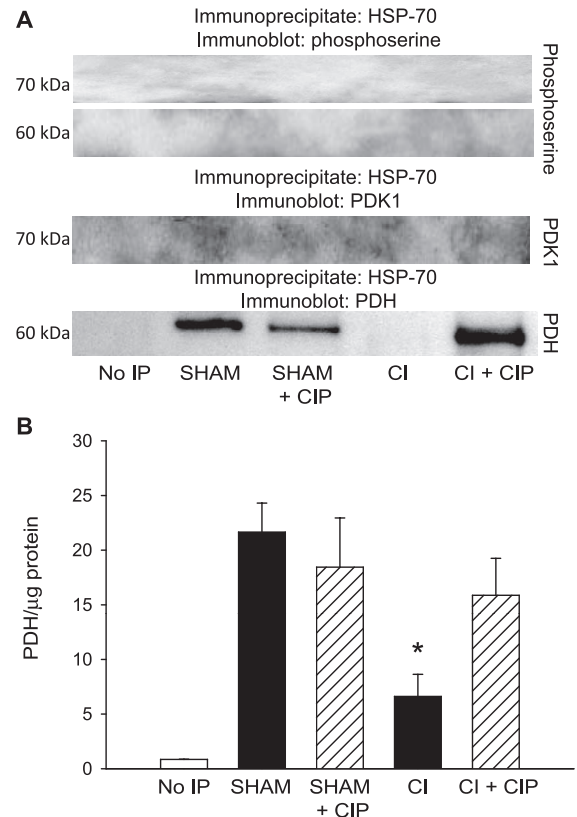 A
Immunoprecipitate: HSP-70
Immunoblot: phosphoserine
70 kDa
60 kDa
Phosphoserine
Immunoprecipitate: HSP-70
Immunoblot: PDK1
70 kDa
PDK1
Immunoprecipitate: HSP-70
Immunoblot: PDH
60 kDa
PDH
No IP SHAM SHAM + CIP CI CI + CIP
B
PDH/µg protein
30
25
20
15
10
5
0
*
No IP SHAM SHAM + CIP CI CI + CIP